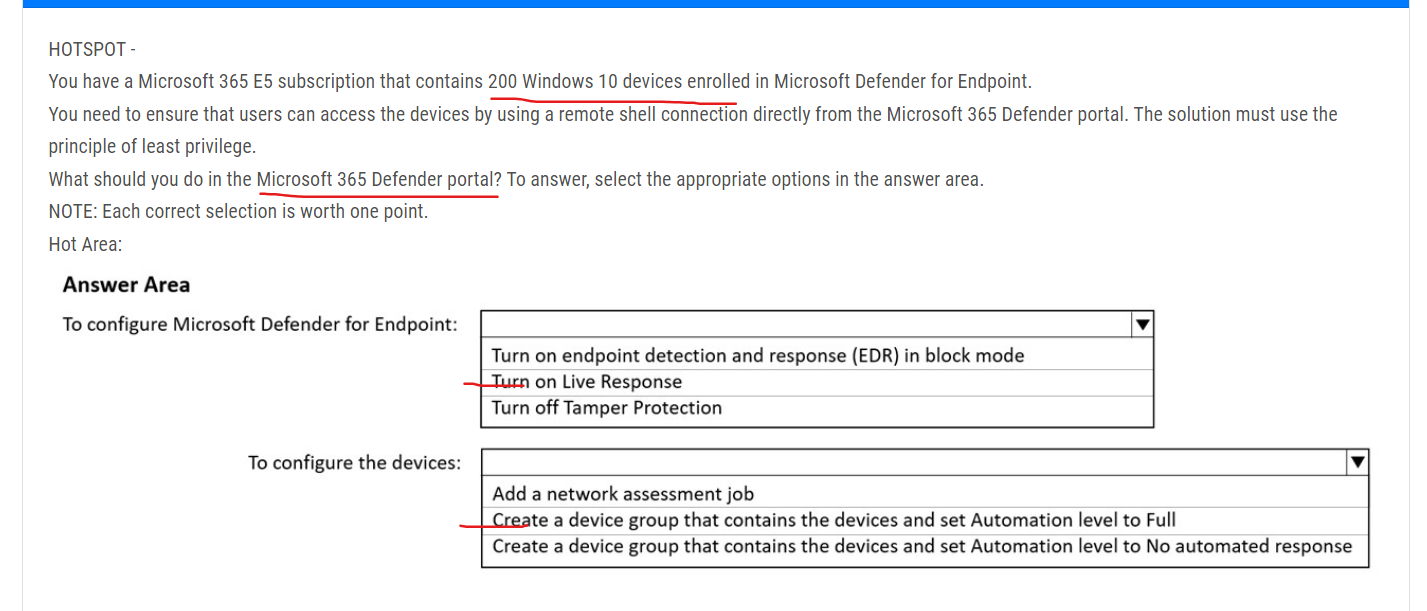 HOTSPOT -
You have a Microsoft 365 E5 subscription that contains 200 Windows 10 devices enrolled in Microsoft Defender for Endpoint.
You need to ensure that users can access the devices by using a remote shell connection directly from the Microsoft 365 Defender portal. The solution must use the
principle of least privilege.
What should you do in the Microsoft 365 Defender portal? To answer, select the appropriate options in the answer area.
NOTE: Each correct selection is worth one point.
Hot Area:
Answer Area
To configure Microsoft Defender for Endpoint:
Turn on endpoint detection and response (EDR) in block mode
Turn on Live Response
Turn off Tamper Protection
To configure the devices:
Add a network assessment job
Create a device group that contains the devices and set Automation level to Full
Create a device group that contains the devices and set Automation level to No automated response